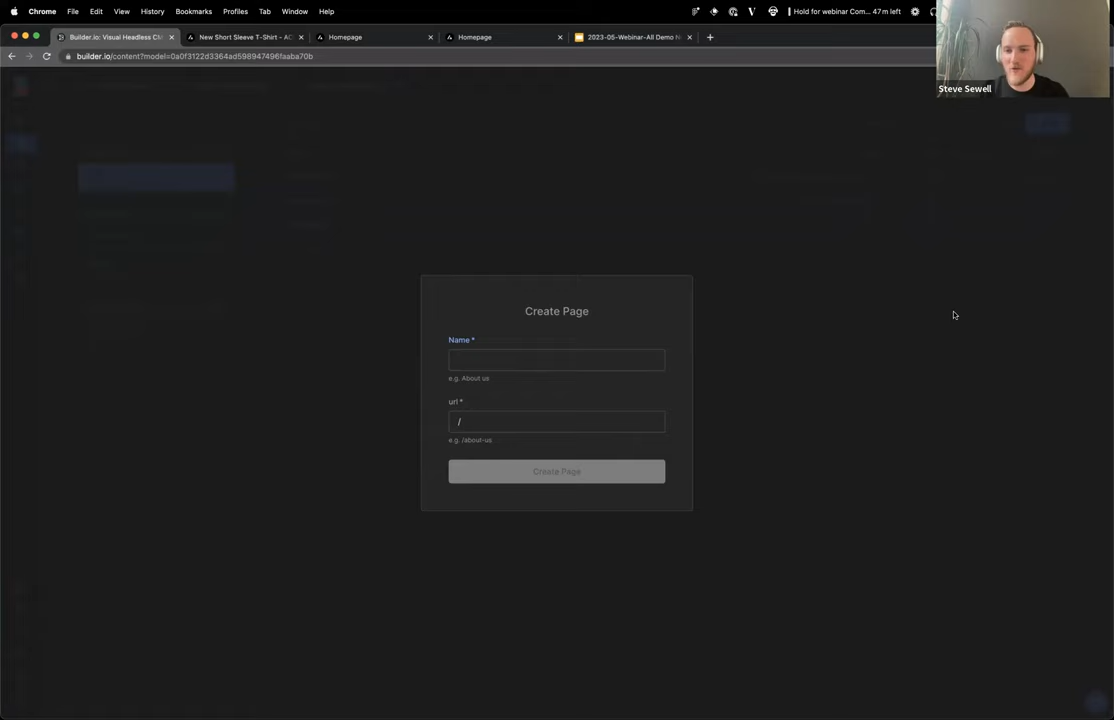 Chrome File Edit View History Bookmarks Profiles Tab Window Help
Hold for webinar Com... 47 m left
Builder.io: Visual Headless CM
New Short Sleeve T-Shirt - AC
Homepage
Homepage
2023-05-Webinar-All Demo N
builder.io/content?model=0a0f3122d3364ad598947496faaba70b
Steve Sewell
Create Page
Name *
e.g. About us
url *
/
e.g. /about-us
Create Page